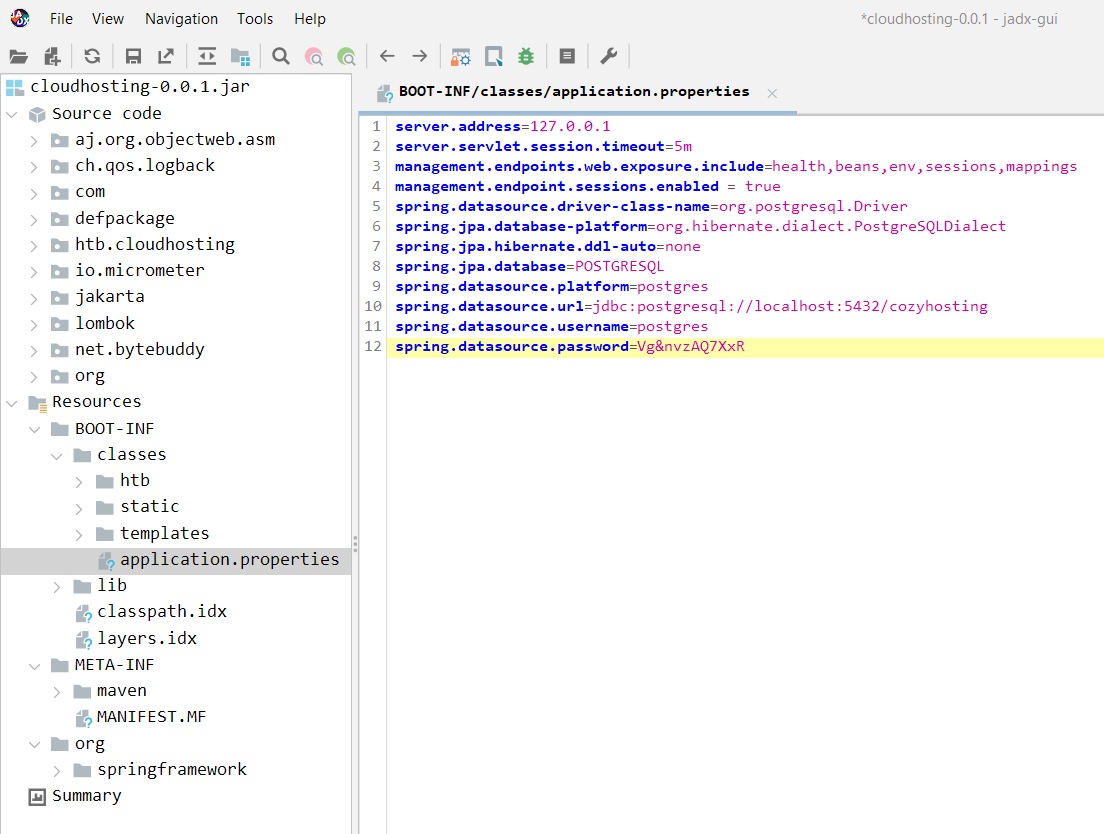 File View Navigation Tools Help
*cloudhosting-0.0.1 - jadx-gui
cloudhosting-0.0.1.jar
Source code
aj.org.objectweb.asm
ch.qos.logback
com
defpackage
htb.cloudhosting
io.micrometer
jakarta
lombok
net.bytebuddy
org
Resources
BOOT-INF
classes
htb
static
templates
application.properties
lib
classpath.idx
layers.idx
META-INF
maven
MANIFEST.MF
org
springframework
Summary
BOOT-INF/classes/application.properties
1 server.address=127.0.0.1
2 server.servlet.session.timeout=5m
3 management.endpoints.web.exposure.include=health,beans,env,sessions,mappings
4 management.endpoint.sessions.enabled = true
5 spring.datasource.driver-class-name=org.postgresql.Driver
6 spring.jpa.database-platform=org.hibernate.dialect.PostgreSQLDialect
7 spring.jpa.hibernate.ddl-auto=none
8 spring.jpa.database=POSTGRESQL
9 spring.datasource.platform=postgres
10 spring.datasource.url=jdbc:postgresql://localhost:5432/cozyhosting
11 spring.datasource.username=postgres
12 spring.datasource.password=Vg&nvzAQ7XxR